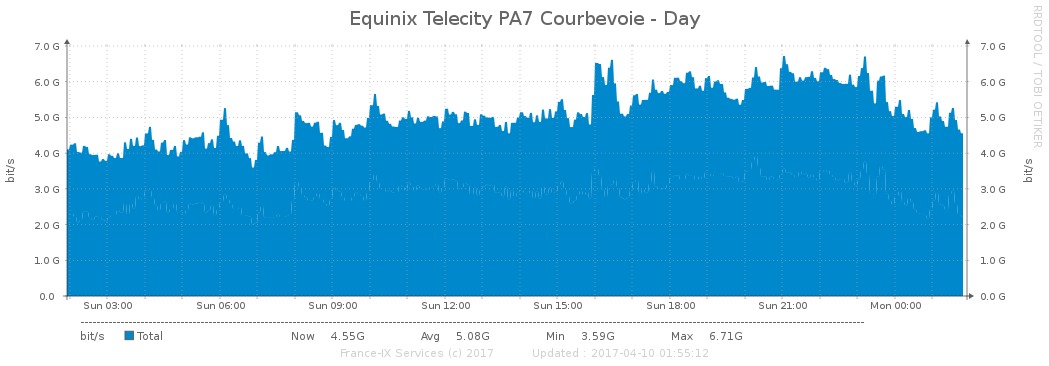 Equinix Telecity PA7 Courbevoie - Day
RRDTOOL / TOBI OETIKER
7.0 G 7.0 G
6.0 G 6.0 G
5.0 G 5.0 G
4.0 G 4.0 G
3.0 G 3.0 G
2.0 G 2.0 G
1.0 G 1.0 G
0.0 0.0 G
bit/s
bit/s
Sun 03:00 Sun 06:00 Sun 09:00 Sun 12:00 Sun 15:00 Sun 18:00 Sun 21:00 Mon 00:00
bit/s Total Now 4.55G Avg 5.08G Min 3.59G Max 6.71G
France-IX Services (c) 2017 Updated : 2017-04-10 01:55:12